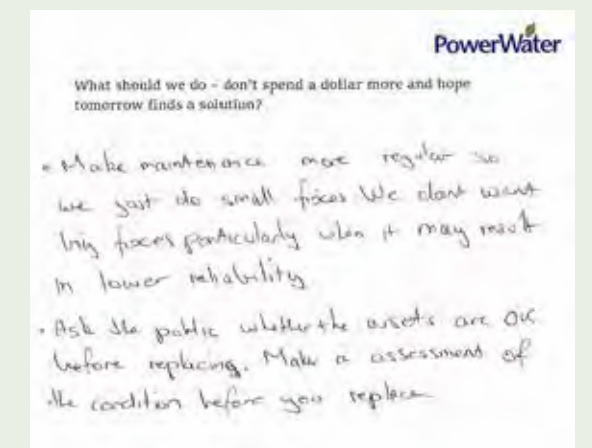 PowerWater
What should we do – don't spend a dollar more and hope
tomorrow finds a solution?
• Make maintenance more regular so
we just do small fixes We dont want
big fixes particularly when it may result
in lower reliability
• Ask the public whether the assets are OK
before replacing. Make a assessment of
the condition before you replace